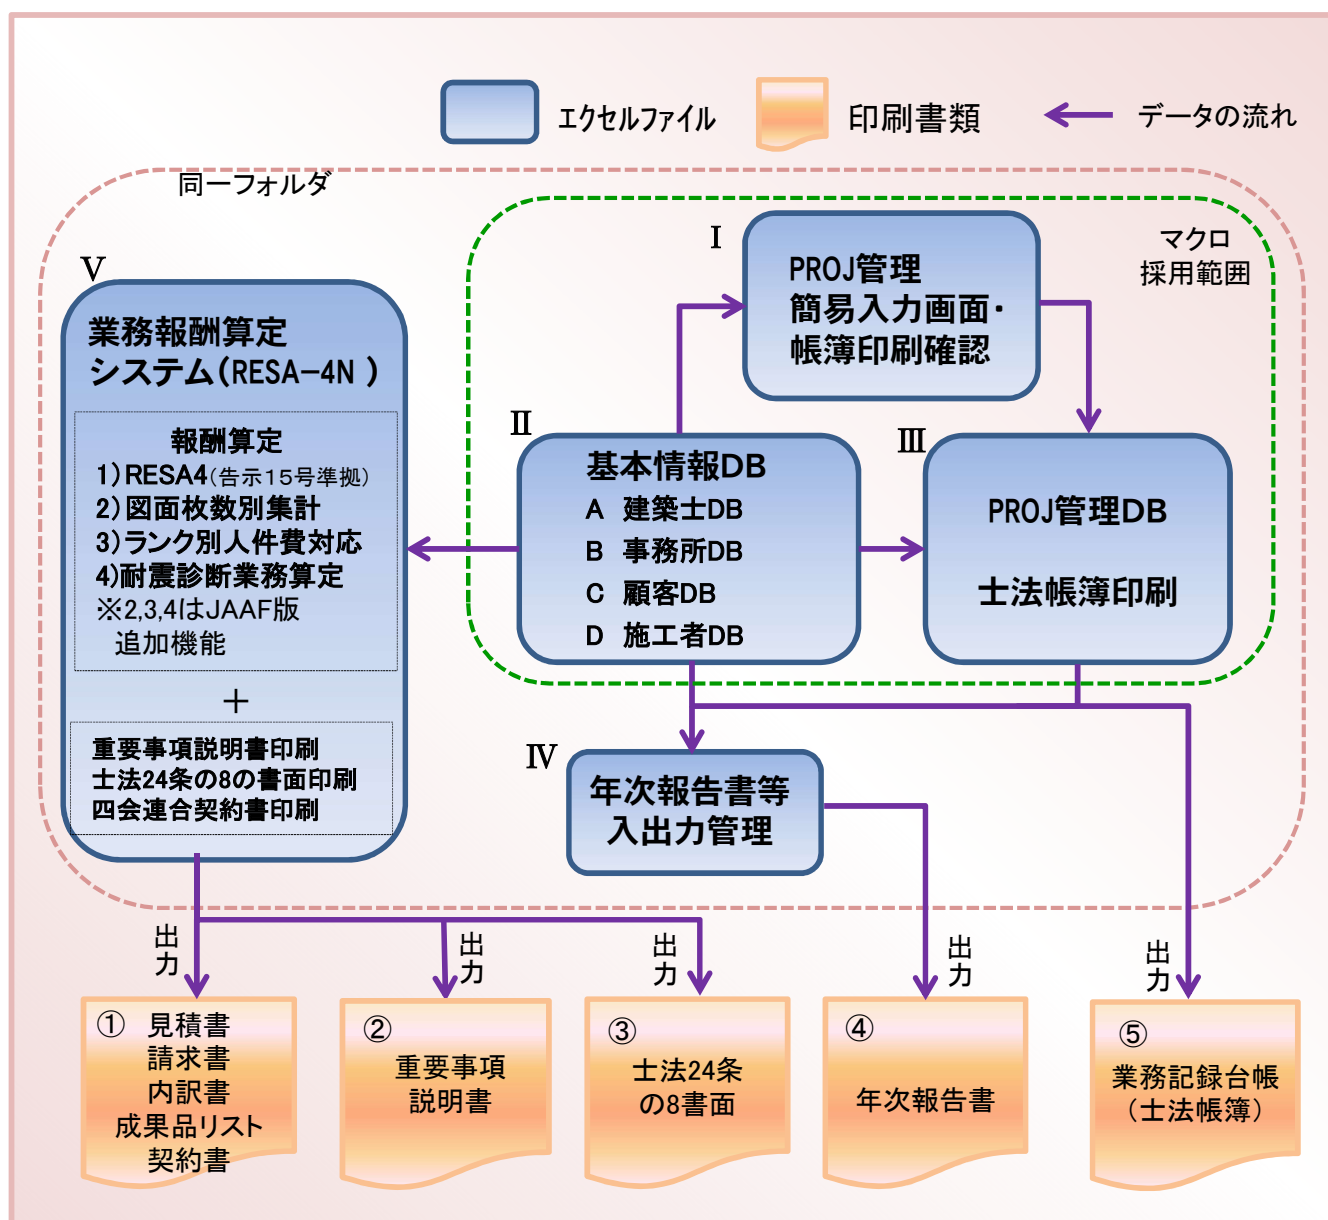 エクセルファイル
印刷書類
データの流れ
同一フォルダ
マクロ
採用範囲
Ⅰ
PROJ管理
簡易入力画面・
帳簿印刷確認
Ⅴ
業務報酬算定
システム(RESA-4N )
報酬算定
1)RESA4(告示15号準拠)
2)図面枚数別集計
3)ランク別人件費対応
4)耐震診断業務算定
※2,3,4はJAAF版
追加機能
＋
重要事項説明書印刷
士法24条の8の書面印刷
四会連合契約書印刷
Ⅱ
基本情報DB
A 建築士DB
B 事務所DB
C 顧客DB
D 施工者DB
Ⅲ
PROJ管理DB
士法帳簿印刷
Ⅳ
年次報告書等
入出力管理
出力
出力
出力
出力
出力
① 見積書
請求書
内訳書
成果品リスト
契約書
②
重要事項
説明書
③
士法24条
の8書面
④
年次報告書
⑤
業務記録台帳
(士法帳簿)